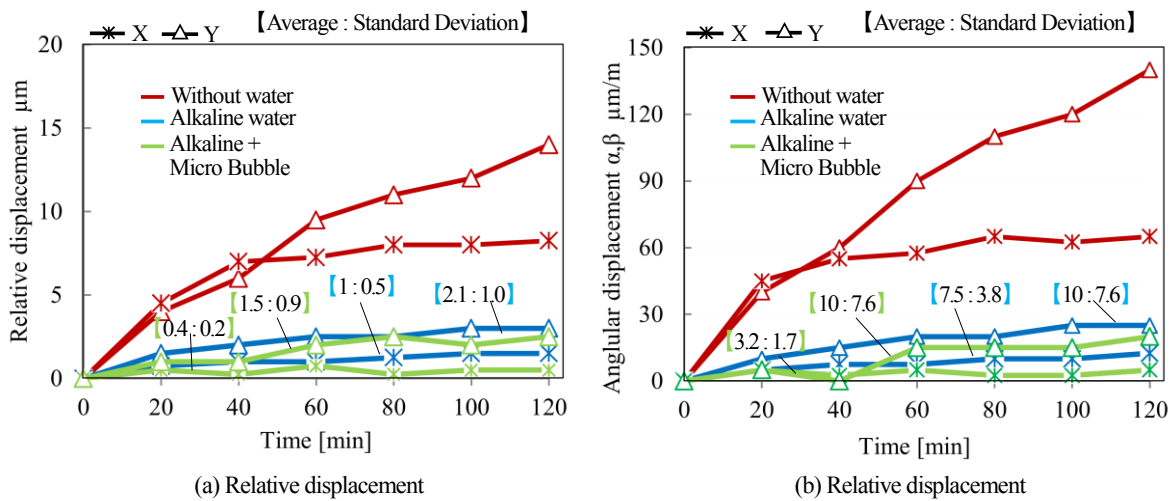 【Average : Standard Deviation】
X Y
20
15
10
5
0
Relative displacement μm
Without water
Alkaline water
Alkaline +
Micro Bubble
【0.4 : 0.2】
【1.5 : 0.9】
【1 : 0.5】
【2.1 : 1.0】
0 20 40 60 80 100 120
Time [min]
(a) Relative displacement
【Average : Standard Deviation】
X Y
150
120
90
60
30
0
Anglular displacement α,β μm/m
Without water
Alkaline water
Alkaline +
Micro Bubble
【3.2 : 1.7】
【10 : 7.6】
【7.5 : 3.8】
【10 : 7.6】
0 20 40 60 80 100 120
Time [min]
(b) Relative displacement